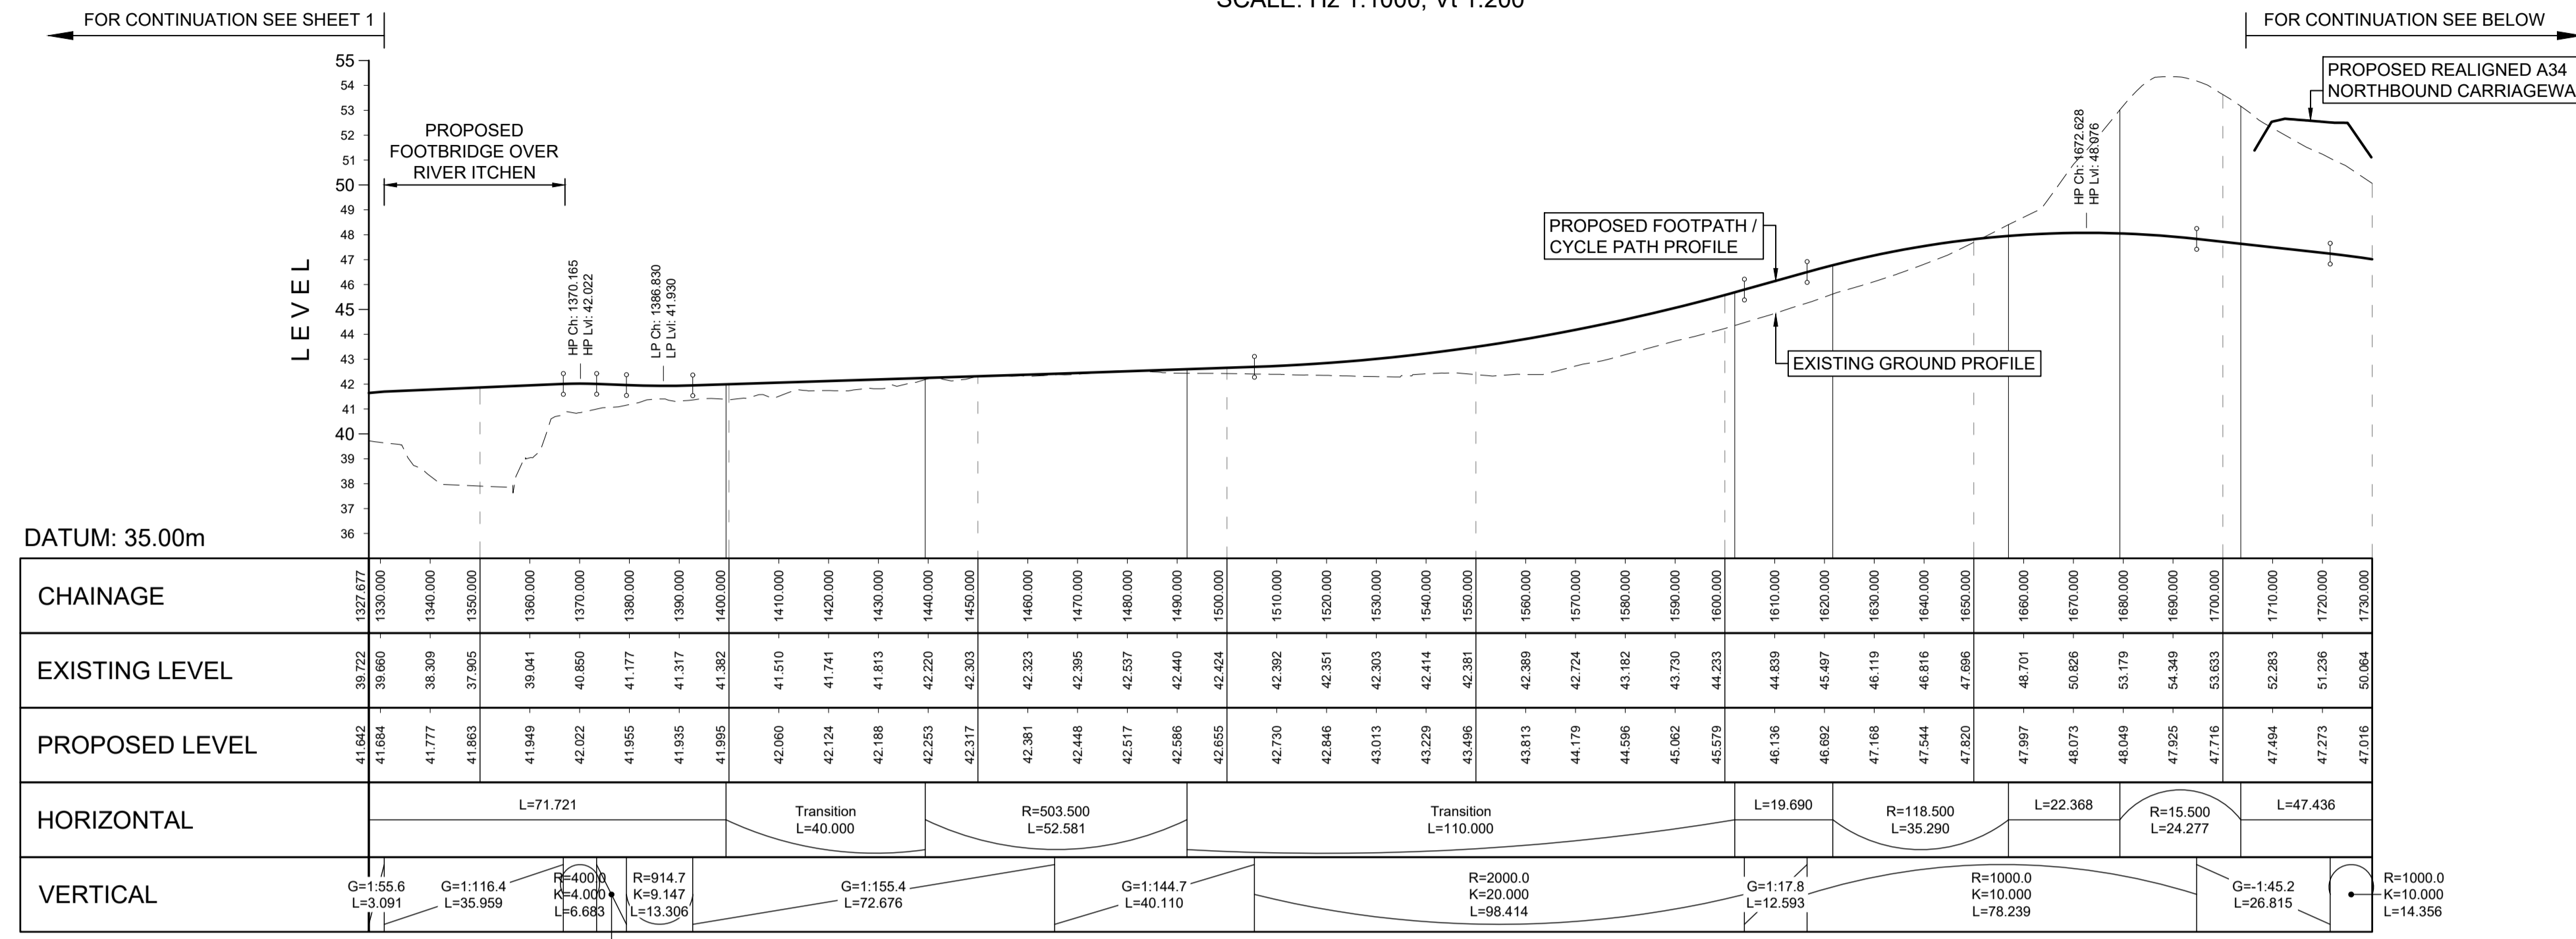 SCALE: Hz 1:1000, Vt 1:200
FOR CONTINUATION SEE SHEET 1
FOR CONTINUATION SEE BELOW
PROPOSED REALIGNED A34
NORTHBOUND CARRIAGEWA
PROPOSED
FOOTBRIDGE OVER
RIVER ITCHEN
55
54
53
52
51
50
49
48
47
46
45
44
43
42
41
40
39
38
37
36
LEVEL
HP Ch: 1370.165
HP Lvl: 42.022
LP Ch: 1386.830
LP Lvl: 41.930
HP Ch: 1672.628
HP Lvl: 48.076
PROPOSED FOOTPATH /
CYCLE PATH PROFILE
EXISTING GROUND PROFILE
DATUM: 35.00m
CHAINAGE
1327.677 1330.000 1340.000 1350.000 1360.000 1370.000 1380.000 1390.000 1400.000 1410.000 1420.000 1430.000 1440.000 1450.000 1460.000 1470.000 1480.000 1490.000 1500.000 1510.000 1520.000 1530.000 1540.000 1550.000 1560.000 1570.000 1580.000 1590.000 1600.000 1610.000 1620.000 1630.000 1640.000 1650.000 1660.000 1670.000 1680.000 1690.000 1700.000 1710.000 1720.000 1730.000
EXISTING LEVEL
39.722 39.660 38.309 37.905 39.041 40.850 41.177 41.317 41.382 41.510 41.741 41.813 42.220 42.303 42.323 42.395 42.537 42.440 42.424 42.392 42.351 42.303 42.414 42.381 42.389 42.724 43.182 43.730 44.233 44.839 45.497 46.119 46.816 47.696 48.701 50.826 53.179 54.349 53.633 52.283 51.236 50.064
PROPOSED LEVEL
41.642 41.684 41.777 41.863 41.949 42.022 41.955 41.935 41.995 42.060 42.124 42.188 42.253 42.317 42.381 42.448 42.517 42.586 42.655 42.730 42.846 43.013 43.229 43.496 43.813 44.179 44.596 45.062 45.579 46.136 46.692 47.168 47.544 47.820 47.997 48.073 48.049 47.925 47.716 47.494 47.273 47.016
HORIZONTAL
L=71.721
Transition
L=40.000
R=503.500
L=52.581
Transition
L=110.000
L=19.690
R=118.500
L=35.290
L=22.368
R=15.500
L=24.277
L=47.436
VERTICAL
G=1:55.6
L=3.091
G=1:116.4
L=35.959
R=400.0
K=4.000
L=6.683
R=914.7
K=9.147
L=13.306
G=1:155.4
L=72.676
G=1:144.7
L=40.110
R=2000.0
K=20.000
L=98.414
G=1:17.8
L=12.593
R=1000.0
K=10.000
L=78.239
G=-1:45.2
L=26.815
R=1000.0
K=10.000
L=14.356